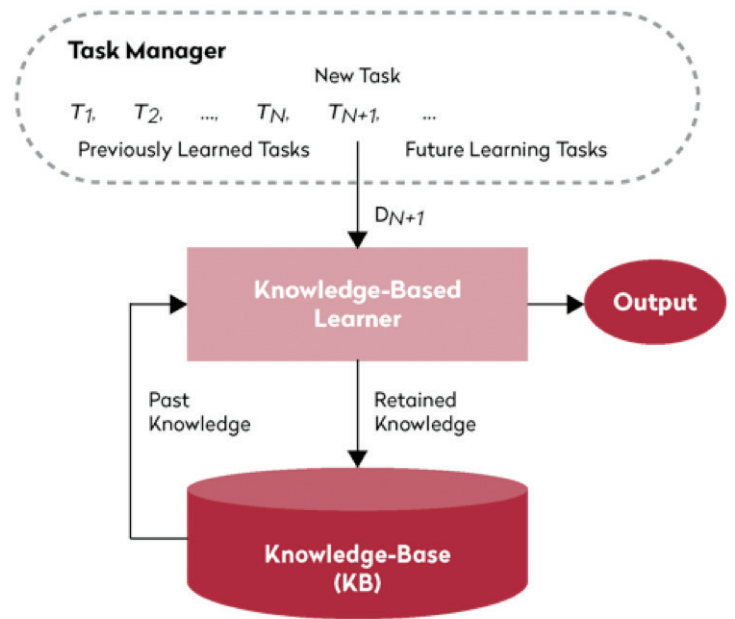 Task Manager
New Task
T1, T2, ..., TN, TN+1, ...
Previously Learned Tasks Future Learning Tasks
DN+1
Knowledge-Based
Learner
Output
Past
Knowledge
Retained
Knowledge
Knowledge-Base
(KB)